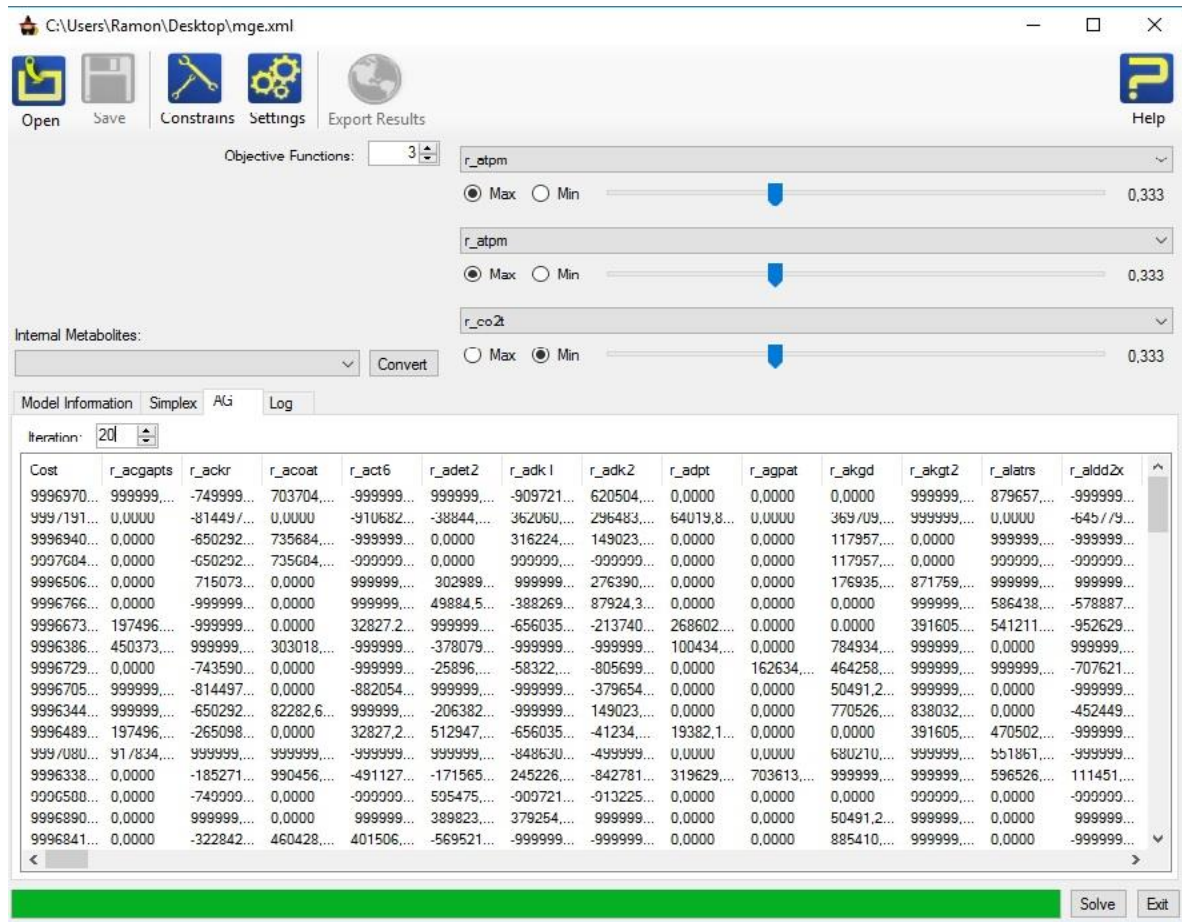 C:\Users\Ramon\Desktop\mge.xml
Open Save Constrains Settings Export Results Help
Objective Functions: 3
r_atpm
Max Min 0,333
r_atpm
Max Min 0,333
r_co2t
Internal Metabolites:
Convert Max Min 0,333
Model Information Simplex AG Log
Iteration: 20
Cost r_acgapts r_ackr r_acoat r_act6 r_adet2 r_adk1 r_adk2 r_adpt r_agpat r_akgd r_akgt2 r_alatrs r_aldd2x
9996970... 999999,... -749999... 703704,... -999999... 999999,... -909721... 620504,... 0,0000 0,0000 0,0000 999999,... 879657,... -999999...
9997191... 0,0000 -814497... 0,0000 -910682... -38844,... 362060,... 296483,... 64019,8... 0,0000 369709,... 999999,... 0,0000 -645779...
9996940... 0,0000 -650292... 735684,... -999999... 0,0000 316224,... 149023,... 0,0000 0,0000 117957,... 0,0000 999999,... -999999...
9997684... 0,0000 -650292... 735684,... -999999... 0,0000 999999,... -999999... 0,0000 0,0000 117957,... 0,0000 999999,... -999999...
9996506... 0,0000 715073... 0,0000 999999,... 302989... 999999... 276390,... 0,0000 0,0000 176935,... 871759,... 999999,... 999999...
9996766... 0,0000 -999999... 0,0000 999999,... 49884,5... -388269... 87924,3... 0,0000 0,0000 0,0000 999999,... 586438,... -578887...
9996673... 197496,... -999999... 0,0000 32827,2... 999999,... -656035... -213740... 268602,... 0,0000 0,0000 391605,... 541211,... -952629...
9996386... 450373,... 999999,... 303018,... -999999... -378079... -999999... -999999... 100434,... 0,0000 784934,... 999999,... 0,0000 999999,...
9996729... 0,0000 -743590... 0,0000 -999999... -25896,... -58322,... -805699... 0,0000 162634,... 464258,... 999999,... 999999,... -707621...
9996705... 999999,... -814497... 0,0000 -882054... 999999,... -999999... -379654... 0,0000 0,0000 50491,2... 999999,... 0,0000 -999999...
9996344... 999999,... -650292... 82282,6... 999999,... -206382... -999999... 149023,... 0,0000 0,0000 770526,... 838032,... 0,0000 -452449...
9996489... 197496,... -265098... 0,0000 32827,2... 512947,... -656035... -41234,... 19382,1... 0,0000 0,0000 391605,... 470502,... -999999...
9997080... 917834,... 999999,... 999999,... -999999... 999999,... -848630... -499999... 0,0000 0,0000 680210,... 999999,... 551861,... -999999...
9996338... 0,0000 -185271... 990456,... -491127... -171565... 245226,... -842781... 319629,... 703613,... 999999,... 999999,... 596526,... 111451,...
9996588... 0,0000 -749999... 0,0000 -999999... 595475,... -909721... -913225... 0,0000 0,0000 0,0000 999999,... 0,0000 -999999...
9996890... 0,0000 999999,... 0,0000 999999... 389823,... 379254,... 999999... 0,0000 0,0000 50491,2... 999999,... 0,0000 999999...
9996841... 0,0000 -322842... 460428,... 401506,... -569521... -999999... -999999... 0,0000 0,0000 885410,... 999999,... 0,0000 -999999...
Solve Exit